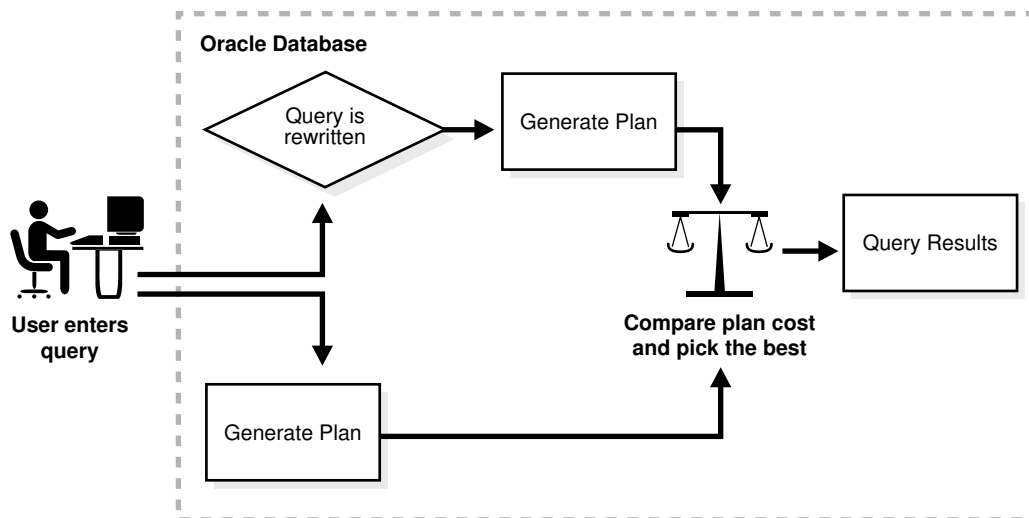 Oracle Database
Query is
rewritten
Generate Plan
Query Results
User enters
query
Compare plan cost
and pick the best
Generate Plan